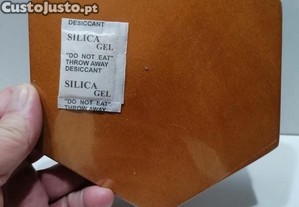 CustoJusto.pt
DESICCANT
SILICA
GEL
"DO NOT EAT"
THROW AWAY
DESICCANT
SILICA
GEL
"DO NOT EAT"
THROW AWAY